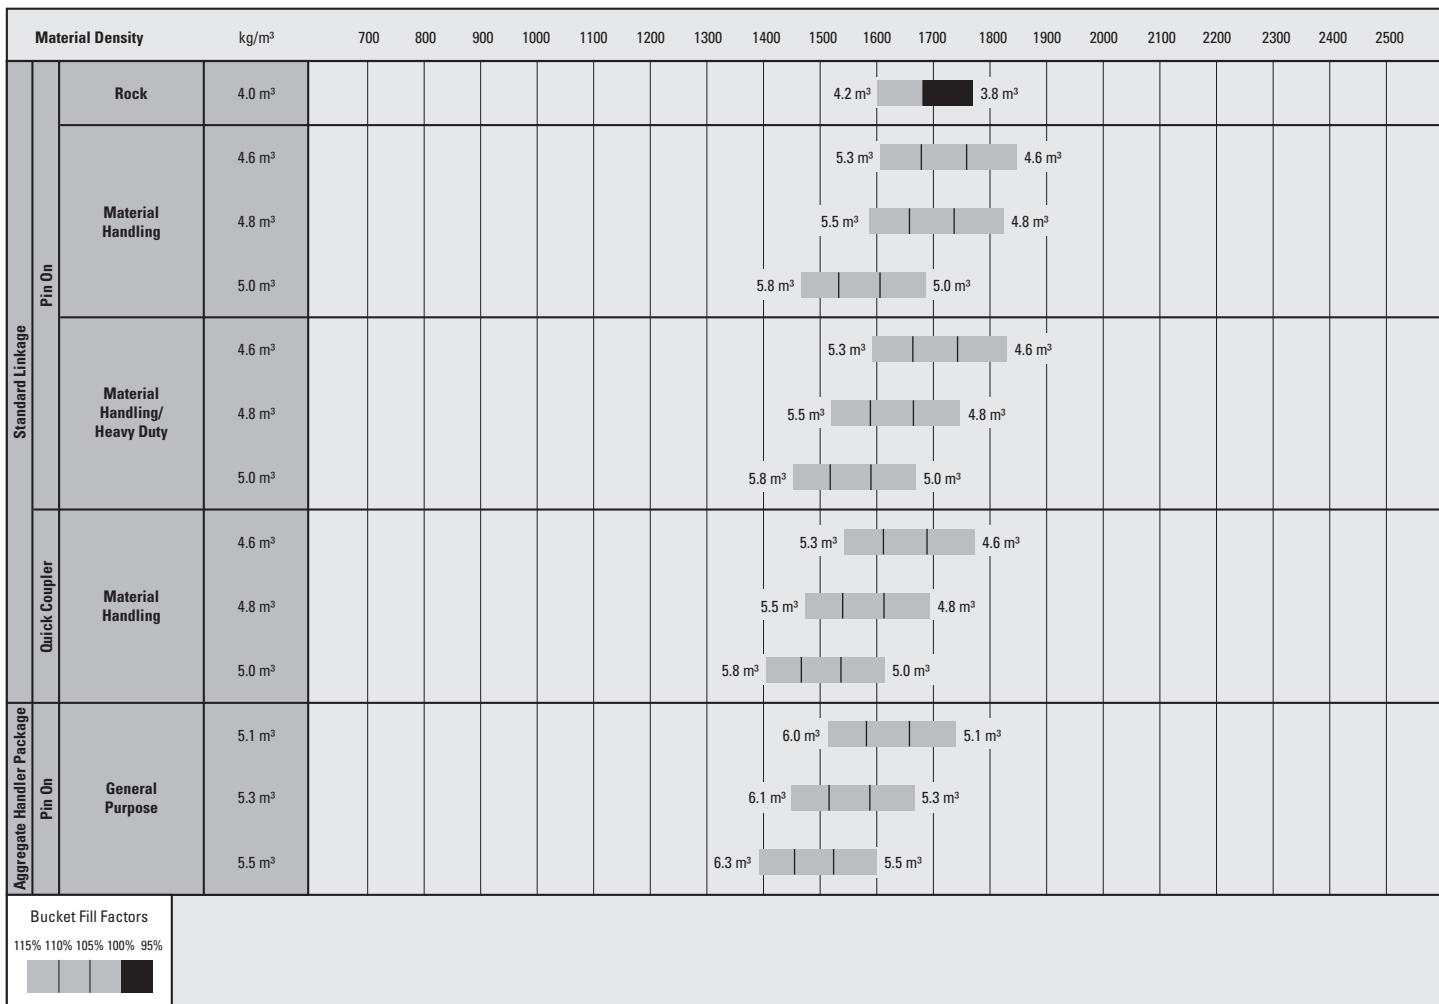 Material Density kg/m³ 700 800 900 1000 1100 1200 1300 1400 1500 1600 1700 1800 1900 2000 2100 2200 2300 2400 2500
Standard Linkage
Pin On
Rock
4.0 m³ 4.2 m³ 3.8 m³
Material
Handling
4.6 m³ 5.3 m³ 4.6 m³
4.8 m³ 5.5 m³ 4.8 m³
5.0 m³ 5.8 m³ 5.0 m³
Material
Handling/
Heavy Duty
4.6 m³ 5.3 m³ 4.6 m³
4.8 m³ 5.5 m³ 4.8 m³
5.0 m³ 5.8 m³ 5.0 m³
Quick Coupler
Material
Handling
4.6 m³ 5.3 m³ 4.6 m³
4.8 m³ 5.5 m³ 4.8 m³
5.0 m³ 5.8 m³ 5.0 m³
Aggregate Handler Package
Pin On
General
Purpose
5.1 m³ 6.0 m³ 5.1 m³
5.3 m³ 6.1 m³ 5.3 m³
5.5 m³ 6.3 m³ 5.5 m³
Bucket Fill Factors
115% 110% 105% 100% 95%